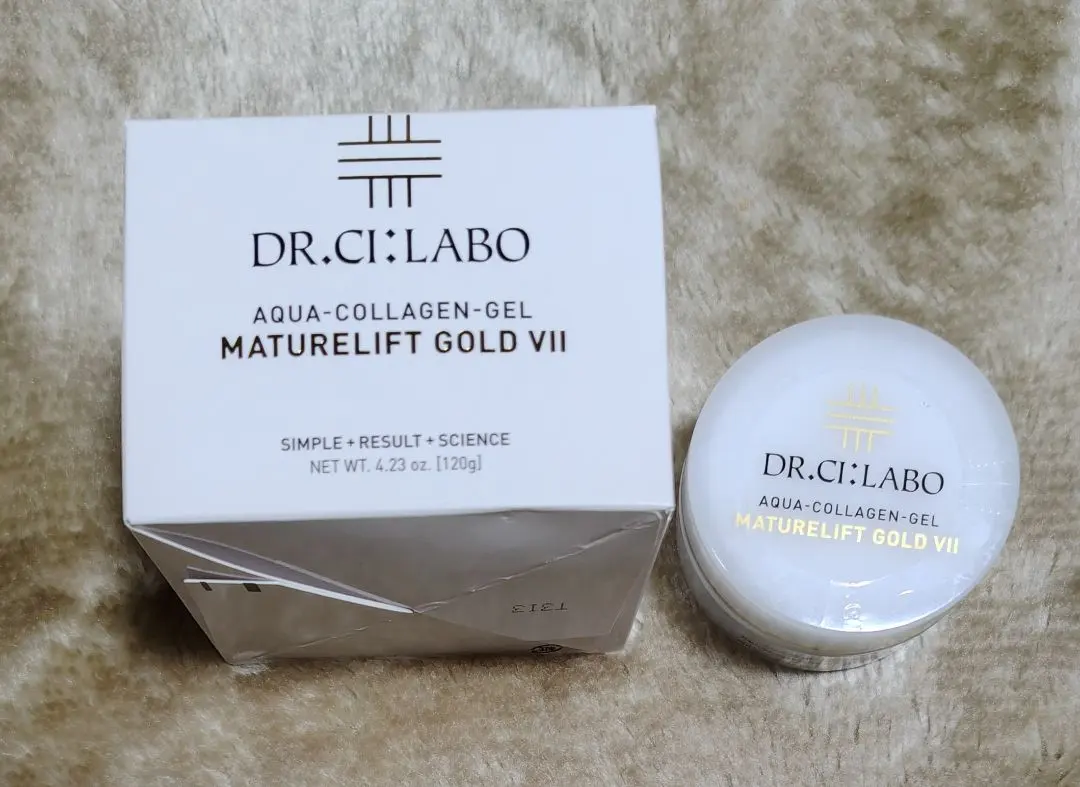 DR.CI:LABO
AQUA-COLLAGEN-GEL
MATURELIFT GOLD VII
SIMPLE + RESULT + SCIENCE
NET WT. 4.23 oz. [120g]
T313
DR.CI:LABO
AQUA-COLLAGEN-GEL
MATURELIFT GOLD VII